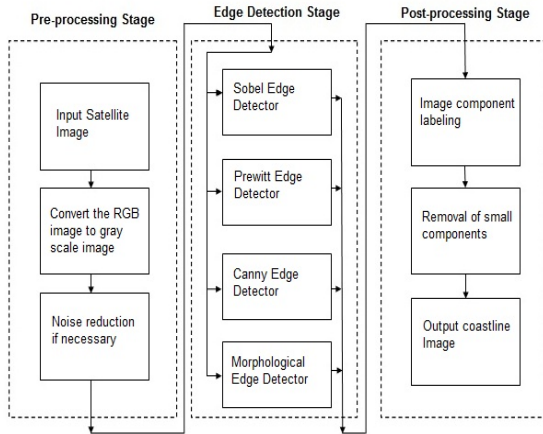 Pre-processing Stage
Input Satellite
Image
Convert the RGB
image to gray
scale image
Noise reduction
if necessary
Edge Detection Stage
Sobel Edge
Detector
Prewitt Edge
Detector
Canny Edge
Detector
Morphological
Edge Detector
Post-processing Stage
Image component
labeling
Removal of small
components
Output coastline
Image